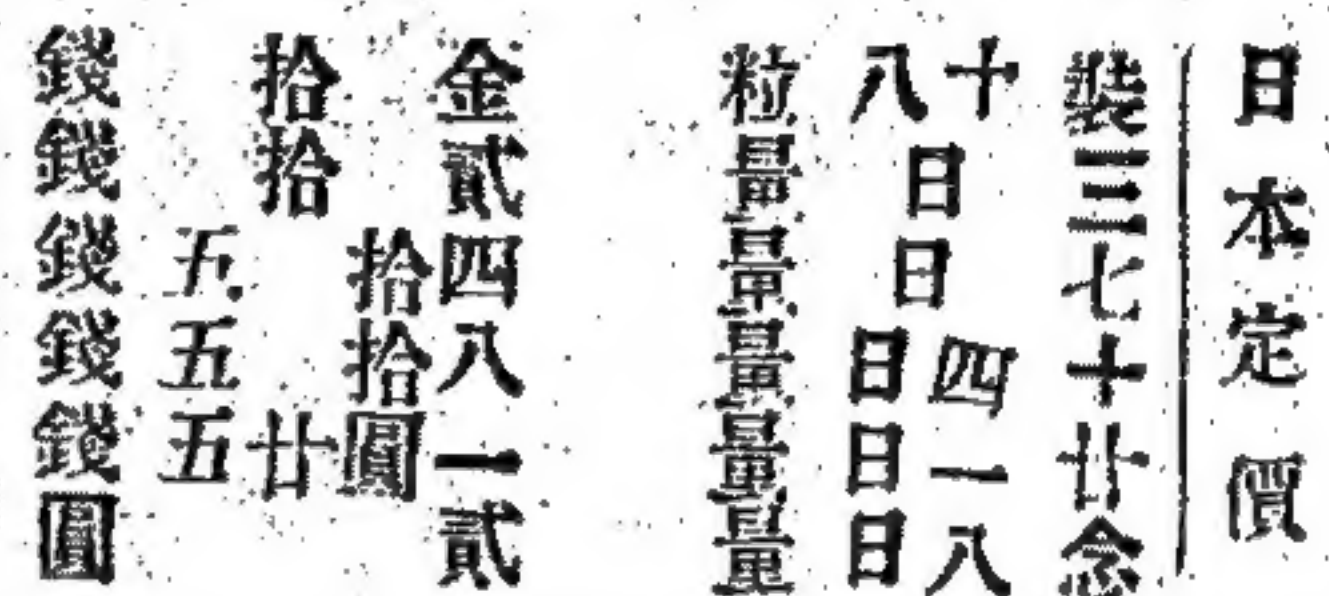 日本定價
裝十八粒 金拾錢
三日量 貳拾錢
七日量 四拾五錢
十四日量 八拾五錢
廿一日量 一圓廿五錢
念八日量 貳圓